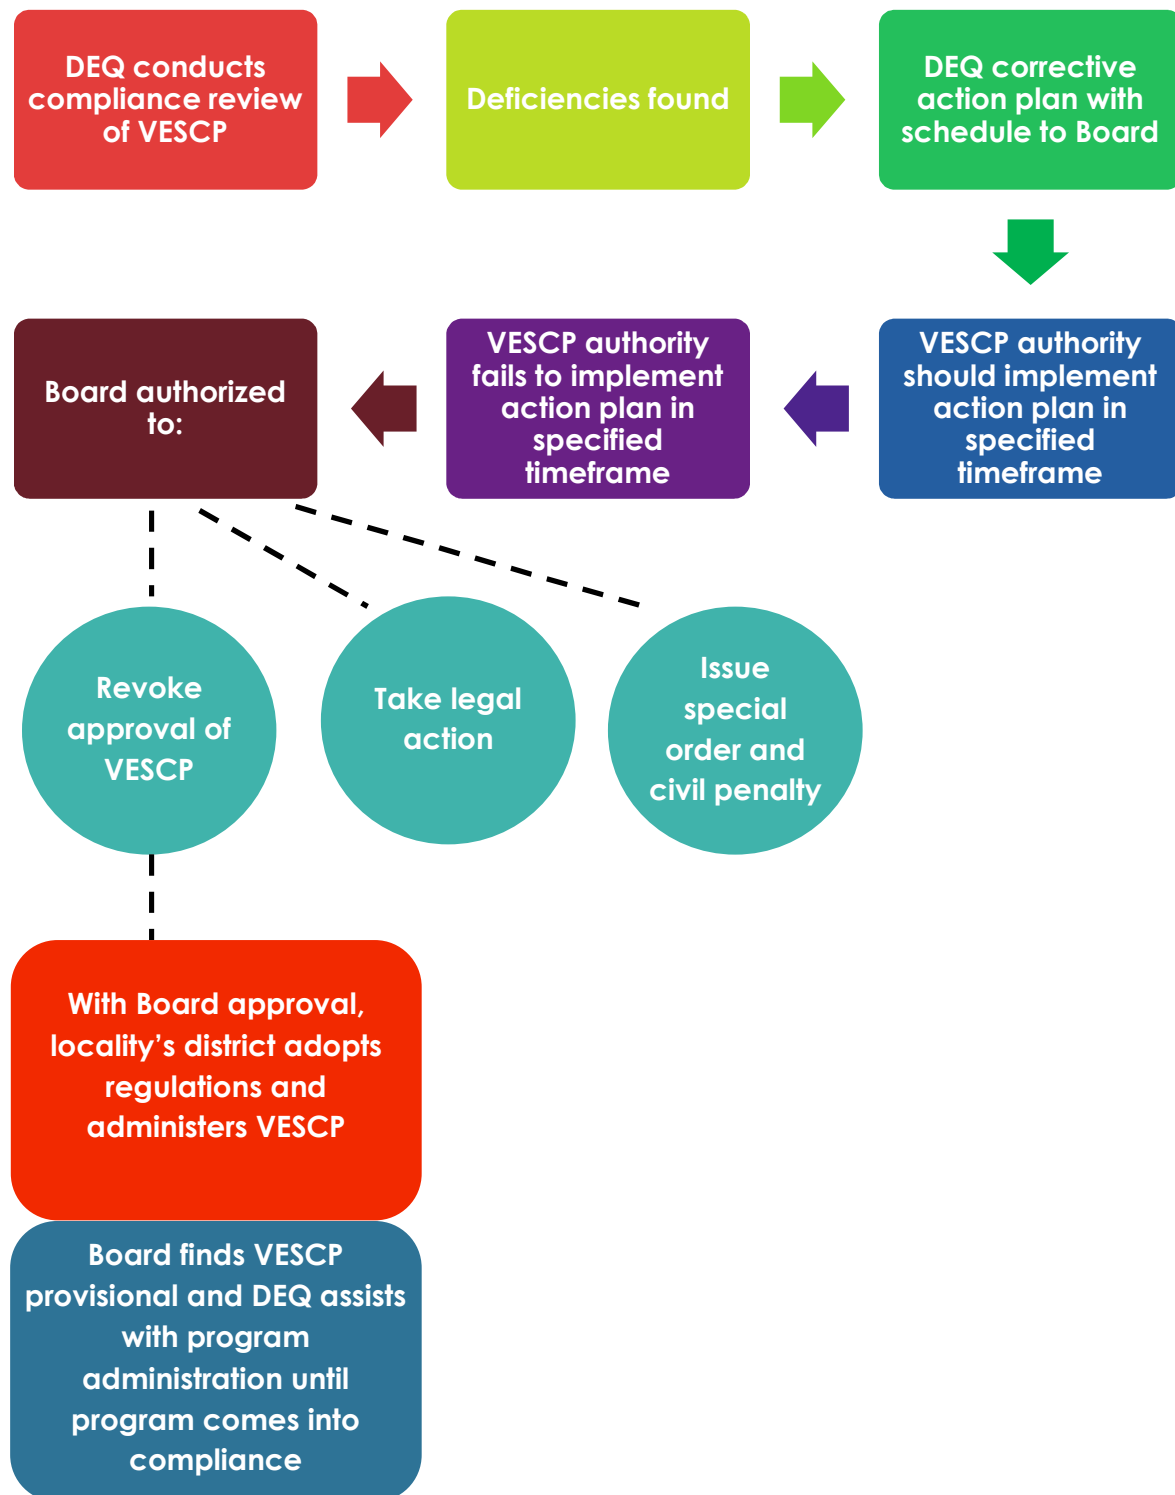 DEQ conducts
compliance review
of VESCP
Deficiencies found
DEQ corrective
action plan with
schedule to Board
VESCP authority
should implement
action plan in
specified
timeframe
VESCP authority
fails to implement
action plan in
specified
timeframe
Board authorized
to:
Revoke
approval of
VESCP
Take legal
action
Issue
special
order and
civil penalty
With Board approval,
locality’s district adopts
regulations and
administers VESCP
Board finds VESCP
provisional and DEQ assists
with program
administration until
program comes into
compliance